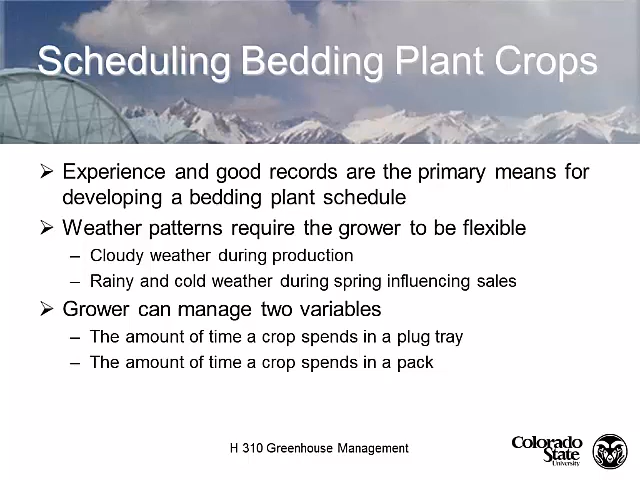 Scheduling Bedding Plant Crops
➢ Experience and good records are the primary means for
developing a bedding plant schedule
➢ Weather patterns require the grower to be flexible
– Cloudy weather during production
– Rainy and cold weather during spring influencing sales
➢ Grower can manage two variables
– The amount of time a crop spends in a plug tray
– The amount of time a crop spends in a pack
H 310 Greenhouse Management
Colorado
State
University